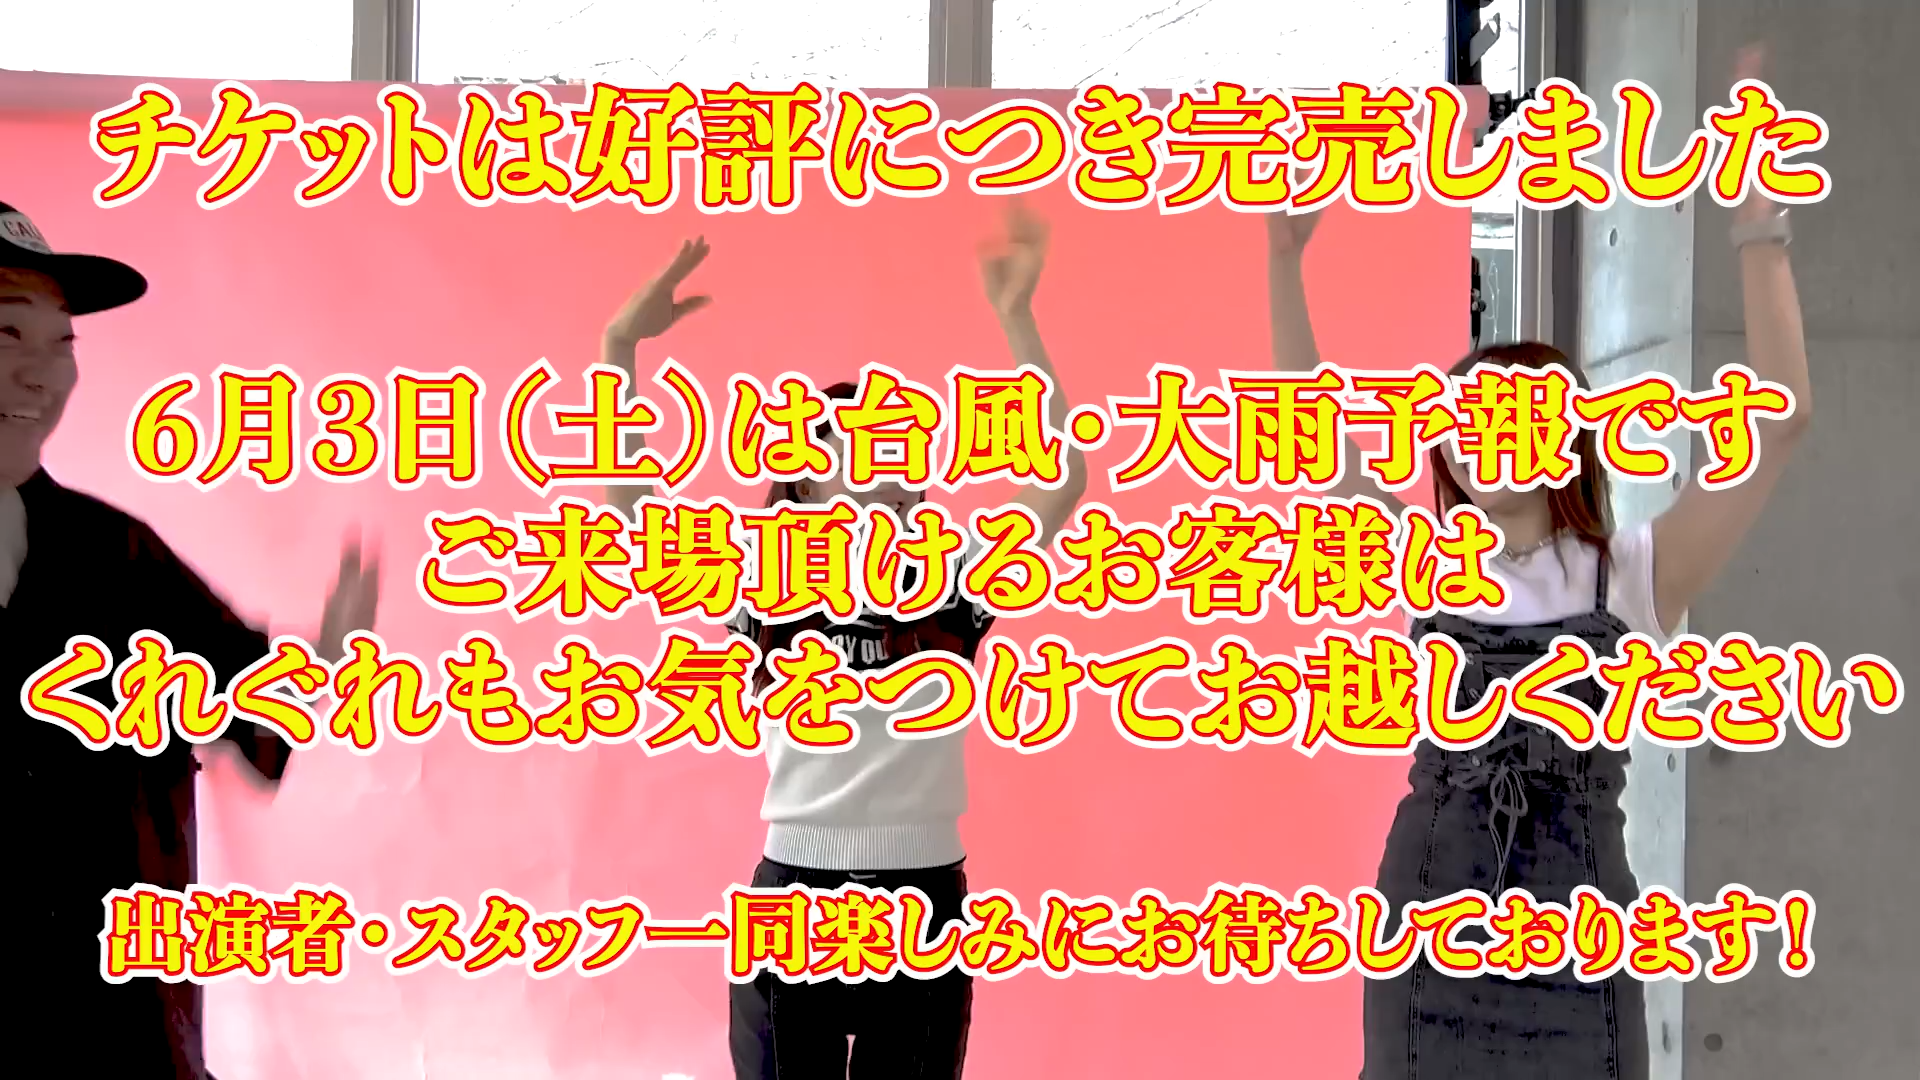 チケットは好評につき完売しました
6月3日（土）は台風・大雨予報です
ご来場頂けるお客様は
くれぐれもお気をつけてお越しください
出演者・スタッフ一同楽しみにお待ちしております！